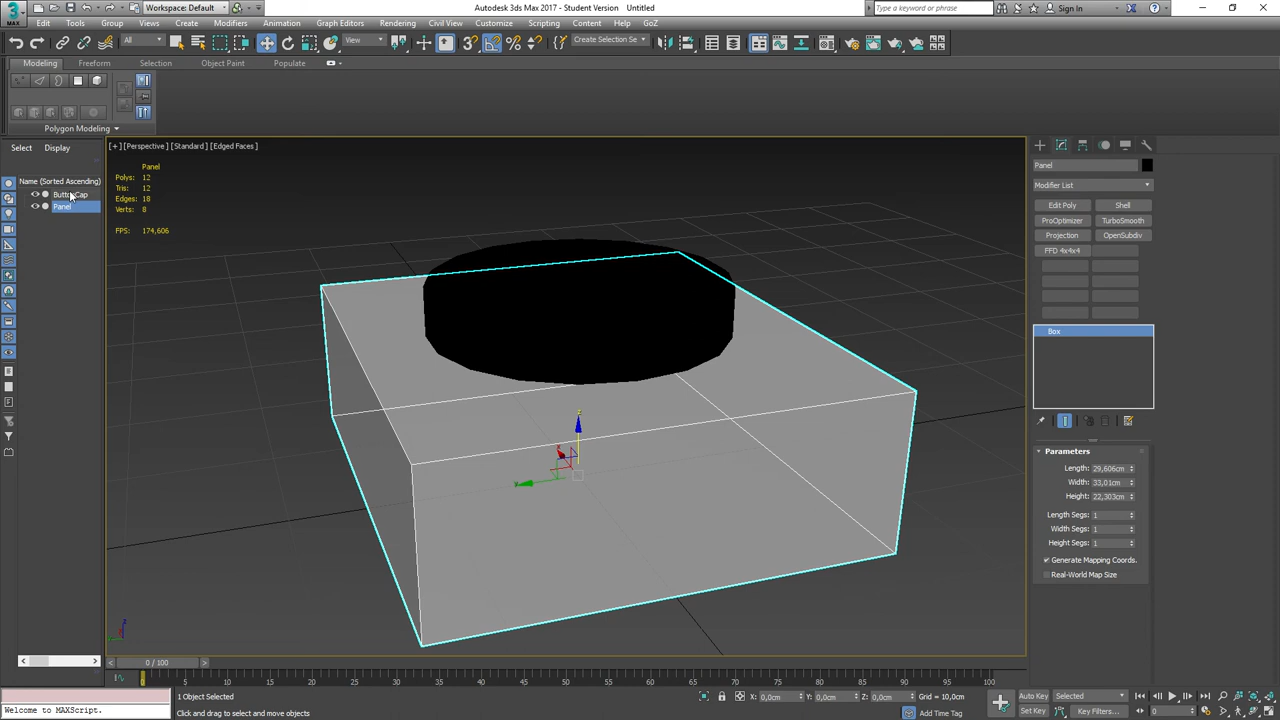 Workspace: Default
Autodesk 3ds Max 2017 - Student Version
Untitled
Type a keyword or phrase
Sign In
MAX
Edit
Tools
Group
Views
Create
Modifiers
Animation
Graph Editors
Rendering
Civil View
Customize
Scripting
Content
Help
GoZ
All
View
Create Selection Se
Modeling
Freeform
Selection
Object Paint
Populate
Polygon Modeling
Select
Display
Name (Sorted Ascending)
Panel
[+] [Perspective] [Standard] [Edged Faces]
Panel
Polys: 12
Tris: 12
Edges: 18
Verts: 8
FPS: 174,606
z
y
Panel
Modifier List
Edit Poly
Shell
ProOptimizer
TurboSmooth
Projection
OpenSubdiv
FFD 4x4x4
Box
Parameters
Length: 29,606cm
Width: 33,01cm
Height: 22,303cm
Length Segs: 1
Width Segs: 1
Height Segs: 1
Generate Mapping Coords.
Real-World Map Size
0 / 100
0 5 10 15 20 25 30 35 40 45 50 55 60 65 70 75 80 85 90 95 100
Welcome to MAXScript.
1 Object Selected
Click and drag to select and move objects
X: 0,0cm
Y: 0,0cm
Z: 0,0cm
Grid = 10,0cm
Add Time Tag
Auto Key
Selected
Set Key
Key Filters...
0